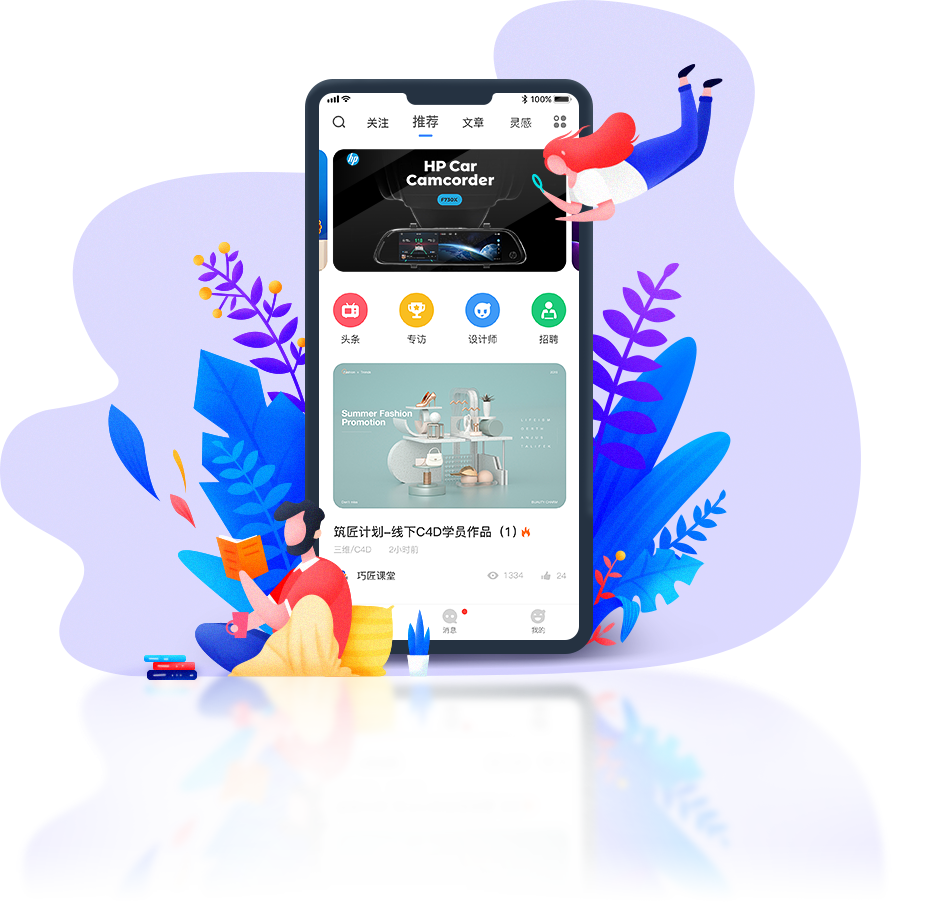 100%
关注 推荐 文章 灵感
hp
HP Car
Camcorder
F730X
头条 专访 设计师 招聘
Summer Fashion
Promotion
筑匠计划-线下C4D学员作品（1）
三维/C4D 2小时前
巧匠课堂 1334 24
消息 我的